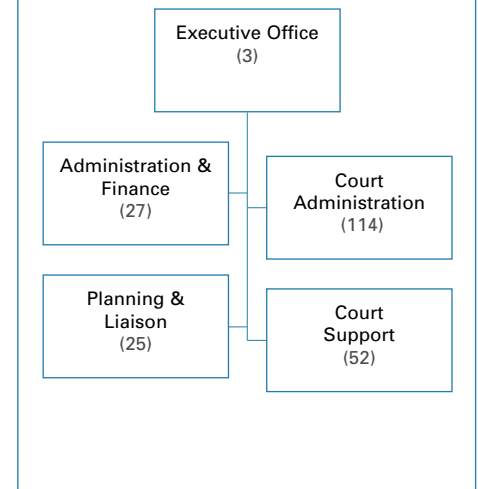 Executive Office
(3)
Administration &
Finance
(27)
Court
Administration
(114)
Planning &
Liaison
(25)
Court
Support
(52)